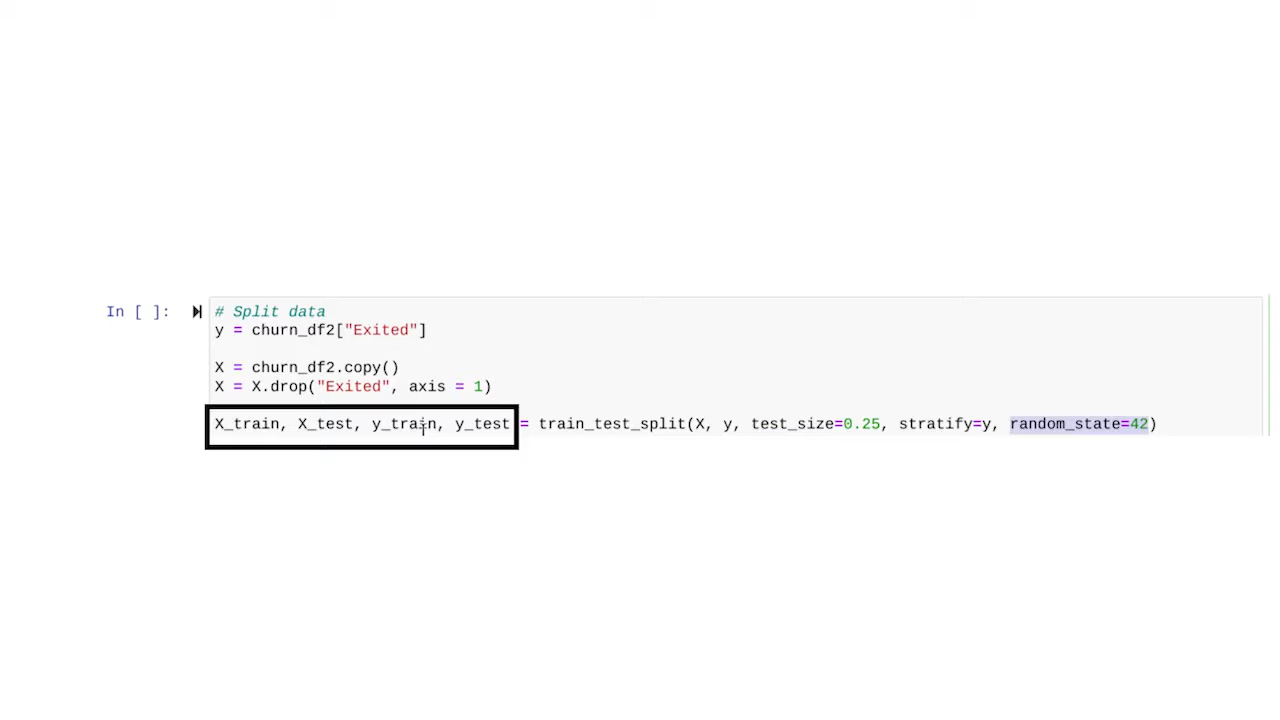 In [ ]:
# Split data
y = churn_df2["Exited"]
X = churn_df2.copy()
X = X.drop("Exited", axis = 1)
X_train, X_test, y_train, y_test = train_test_split(X, y, test_size=0.25, stratify=y, random_state=42)